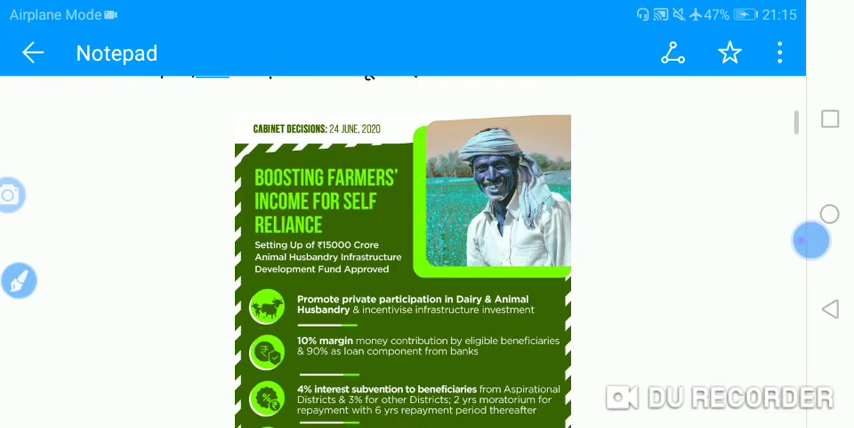 Airplane Mode 47% 21:15
Notepad
CABINET DECISIONS: 24 JUNE, 2020
BOOSTING FARMERS'
INCOME FOR SELF
RELIANCE
Setting Up of ₹15000 Crore
Animal Husbandry Infrastructure
Development Fund Approved
Promote private participation in Dairy & Animal
Husbandry & incentivise infrastructure investment
10% margin money contribution by eligible beneficiaries
& 90% as loan component from banks
4% interest subvention to beneficiaries from Aspirational
Districts & 3% for other Districts; 2 yrs moratorium for
repayment with 6 yrs repayment period thereafter
DU RECORDER